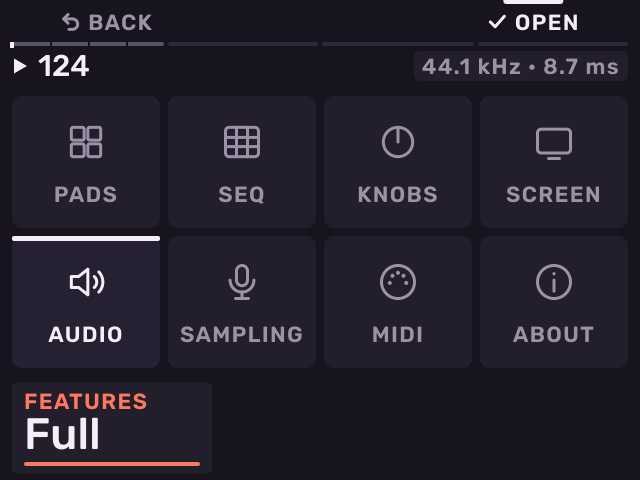 BACK
OPEN
124
44.1 kHz • 8.7 ms
PADS
SEQ
KNOBS
SCREEN
AUDIO
SAMPLING
MIDI
ABOUT
FEATURES
Full